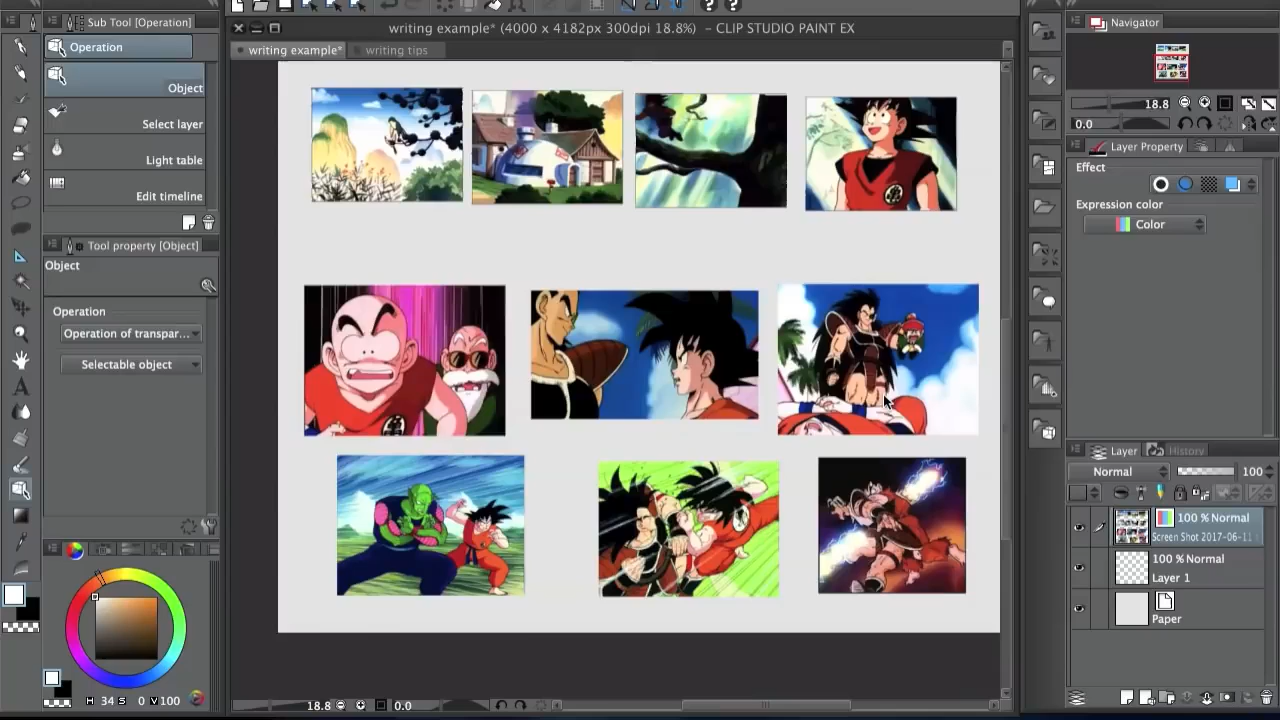 writing example* (4000 x 4182px 300dpi 18.8%)  - CLIP STUDIO PAINT EX
Sub Tool [Operation]
Operation
Object
Select layer
Light table
Edit timeline
Tool property [Object]
Object
Operation
Operation of transpar...
Selectable object
H 34 S 0 V 100
writing example*
writing tips
18.8
0.0
Navigator
18.8
0.0
Layer Property
Effect
Expression color
Color
Layer
History
Normal
100
100 % Normal
Screen Shot 2017-06-11
100 % Normal
Layer 1
Paper